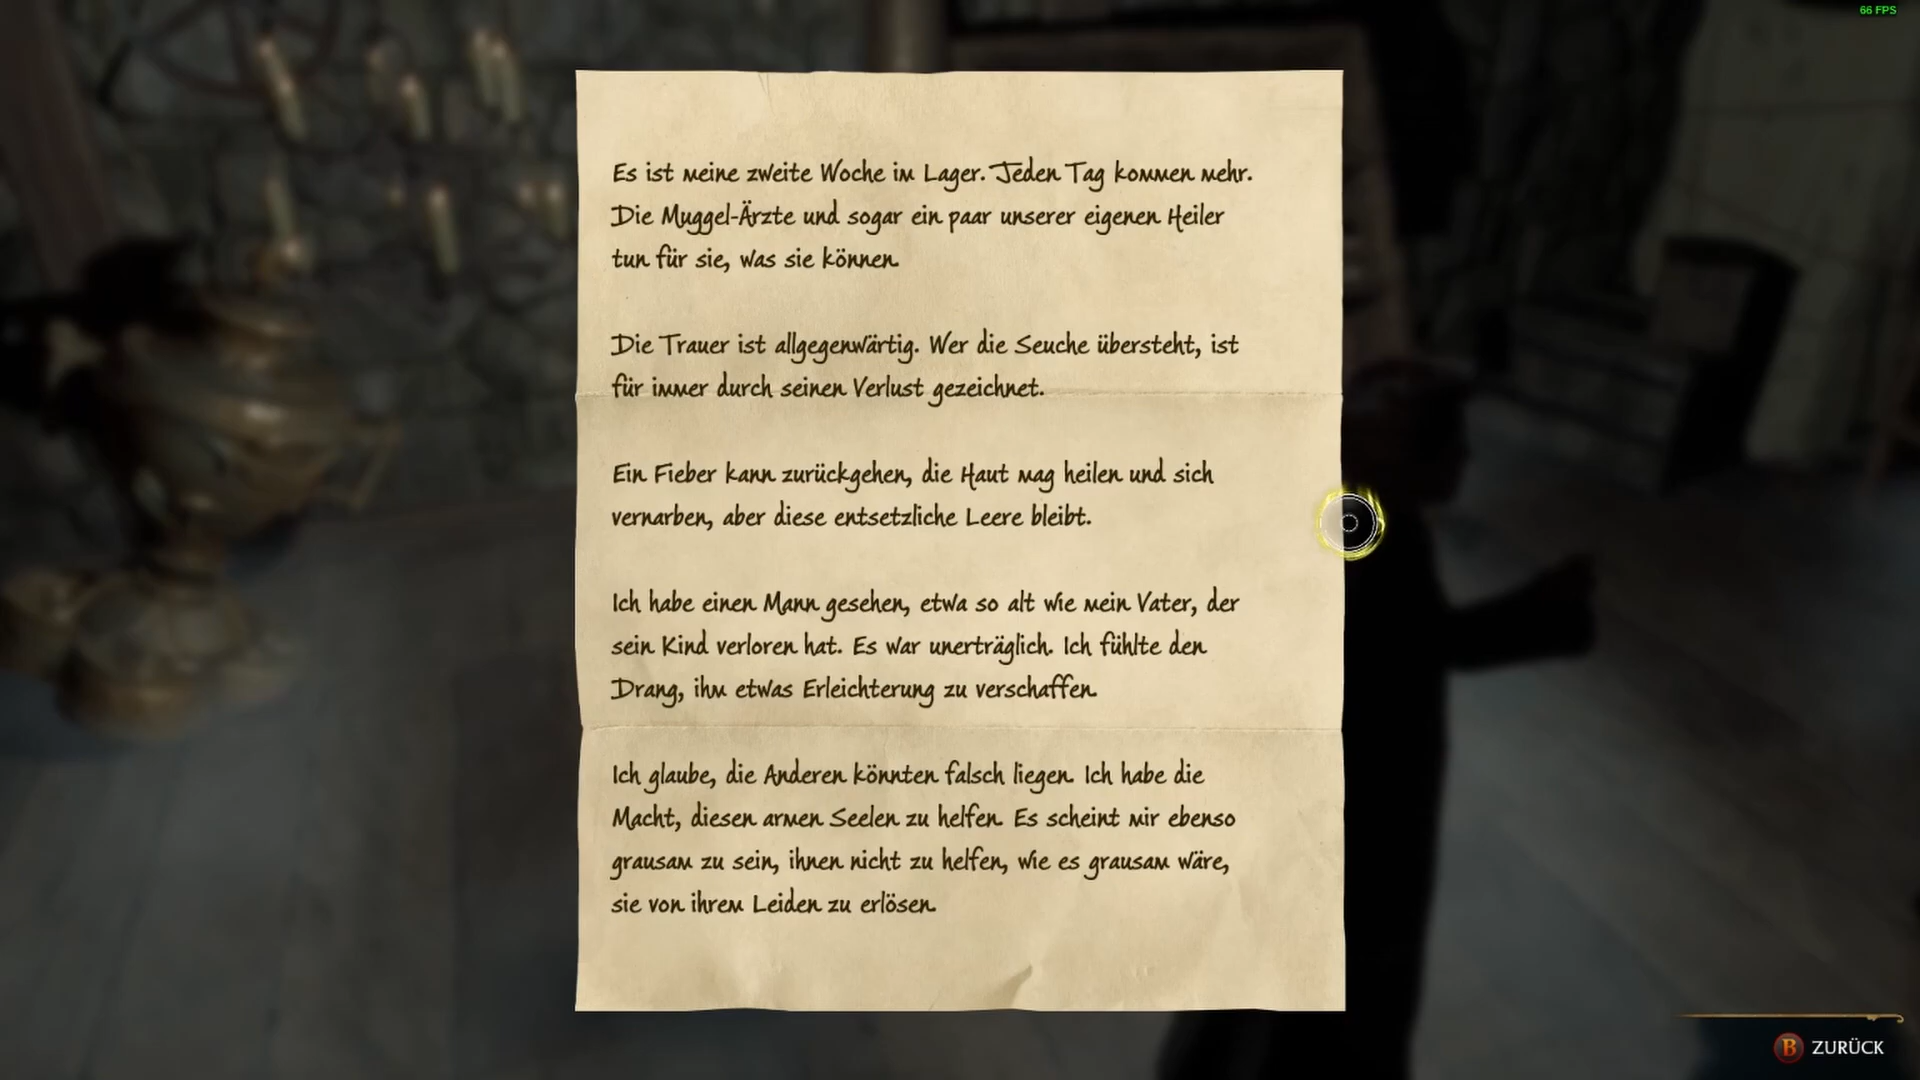 66 FPS
Es ist meine zweite Woche im Lager. Jeden Tag kommen mehr.
Die Muggel-Ärzte und sogar ein paar unserer eigenen Heiler
tun für sie, was sie können.
Die Trauer ist allgegenwärtig. Wer die Seuche übersteht, ist
für immer durch seinen Verlust gezeichnet.
Ein Fieber kann zurückgehen, die Haut mag heilen und sich
vernarben, aber diese entsetzliche Leere bleibt.
Ich habe einen Mann gesehen, etwa so alt wie mein Vater, der
sein Kind verloren hat. Es war unerträglich. Ich fühlte den
Drang, ihm etwas Erleichterung zu verschaffen.
Ich glaube, die Anderen könnten falsch liegen. Ich habe die
Macht, diesen armen Seelen zu helfen. Es scheint mir ebenso
grausam zu sein, ihnen nicht zu helfen, wie es grausam wäre,
sie von ihrem Leiden zu erlösen.
B ZURÜCK